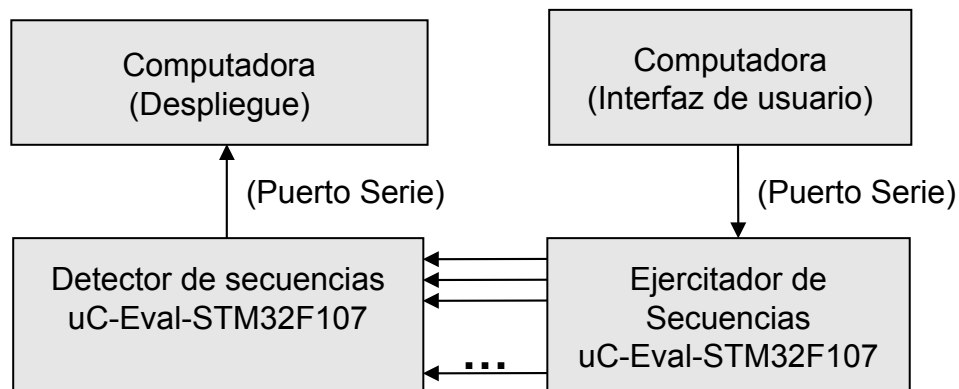 Computadora
(Despliegue)
Computadora
(Interfaz de usuario)
(Puerto Serie)
(Puerto Serie)
Detector de secuencias
uC-Eval-STM32F107
Ejercitador de
Secuencias
uC-Eval-STM32F107
...